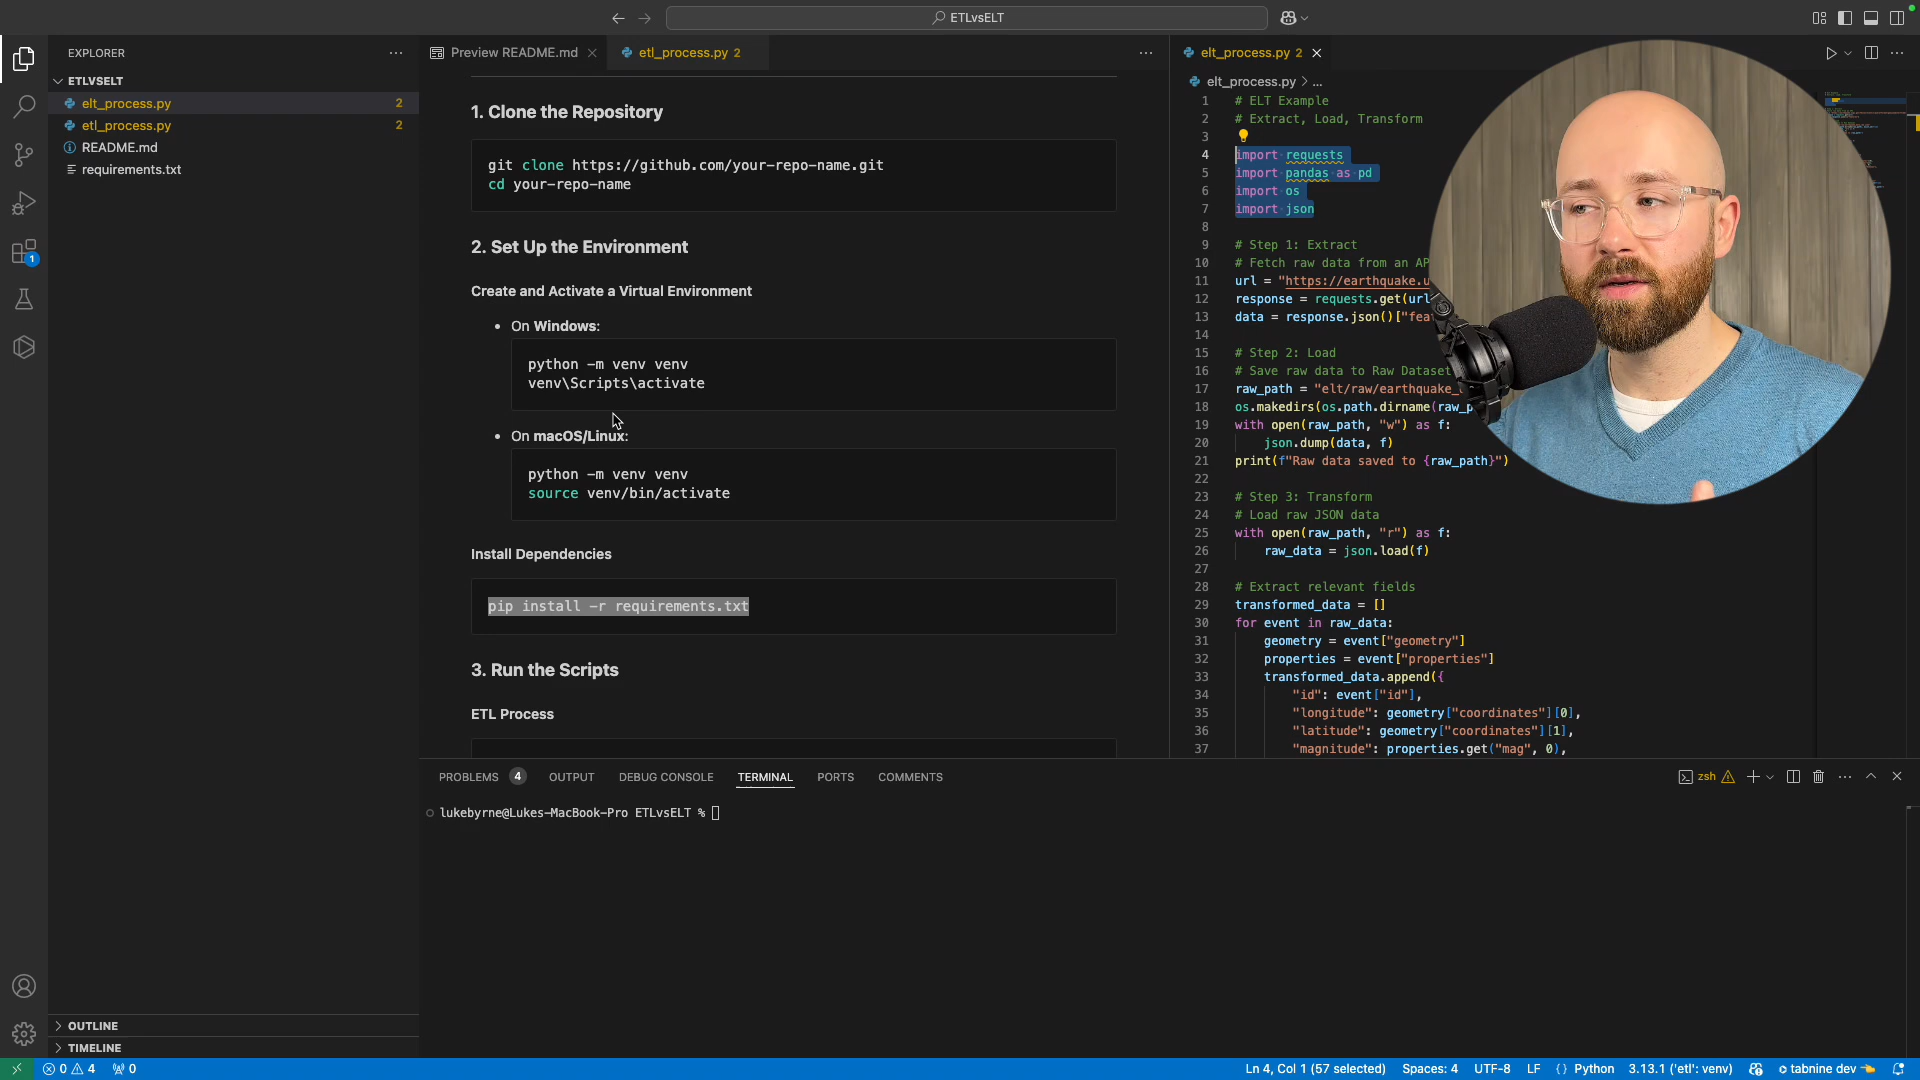 ETLvsELT
EXPLORER
ETLVSELT
elt_process.py 2
etl_process.py 2
README.md
requirements.txt
OUTLINE
TIMELINE
Preview README.md
etl_process.py 2
1. Clone the Repository
git clone https://github.com/your-repo-name.git
cd your-repo-name
2. Set Up the Environment
Create and Activate a Virtual Environment
On Windows:
python -m venv venv
venv\Scripts\activate
On macOS/Linux:
python -m venv venv
source venv/bin/activate
Install Dependencies
pip install -r requirements.txt
3. Run the Scripts
ETL Process
elt_process.py 2
elt_process.py > ...
1 # ELT Example
2 # Extract, Load, Transform
3
4 import requests
5 import pandas as pd
6 import os
7 import json
8
9 # Step 1: Extract
10 # Fetch raw data from an AP
11 url = "https://earthquake.u
12 response = requests.get(url
13 data = response.json()["fea
14
15 # Step 2: Load
16 # Save raw data to Raw Dataset
17 raw_path = "elt/raw/earthquake_
18 os.makedirs(os.path.dirname(raw_p
19 with open(raw_path, "w") as f:
20 json.dump(data, f)
21 print(f"Raw data saved to {raw_path}")
22
23 # Step 3: Transform
24 # Load raw JSON data
25 with open(raw_path, "r") as f:
26 raw_data = json.load(f)
27
28 # Extract relevant fields
29 transformed_data = []
30 for event in raw_data:
31 geometry = event["geometry"]
32 properties = event["properties"]
33 transformed_data.append({
34 "id": event["id"],
35 "longitude": geometry["coordinates"][0],
36 "latitude": geometry["coordinates"][1],
37 "magnitude": properties.get("mag", 0),
PROBLEMS 4 OUTPUT DEBUG CONSOLE TERMINAL PORTS COMMENTS
zsh
lukebyrne@Lukes-MacBook-Pro ETLvsELT %
1
0 4 0
Ln 4, Col 1 (57 selected) Spaces: 4 UTF-8 LF {} Python 3.13.1 ('etl': venv) tabnine dev